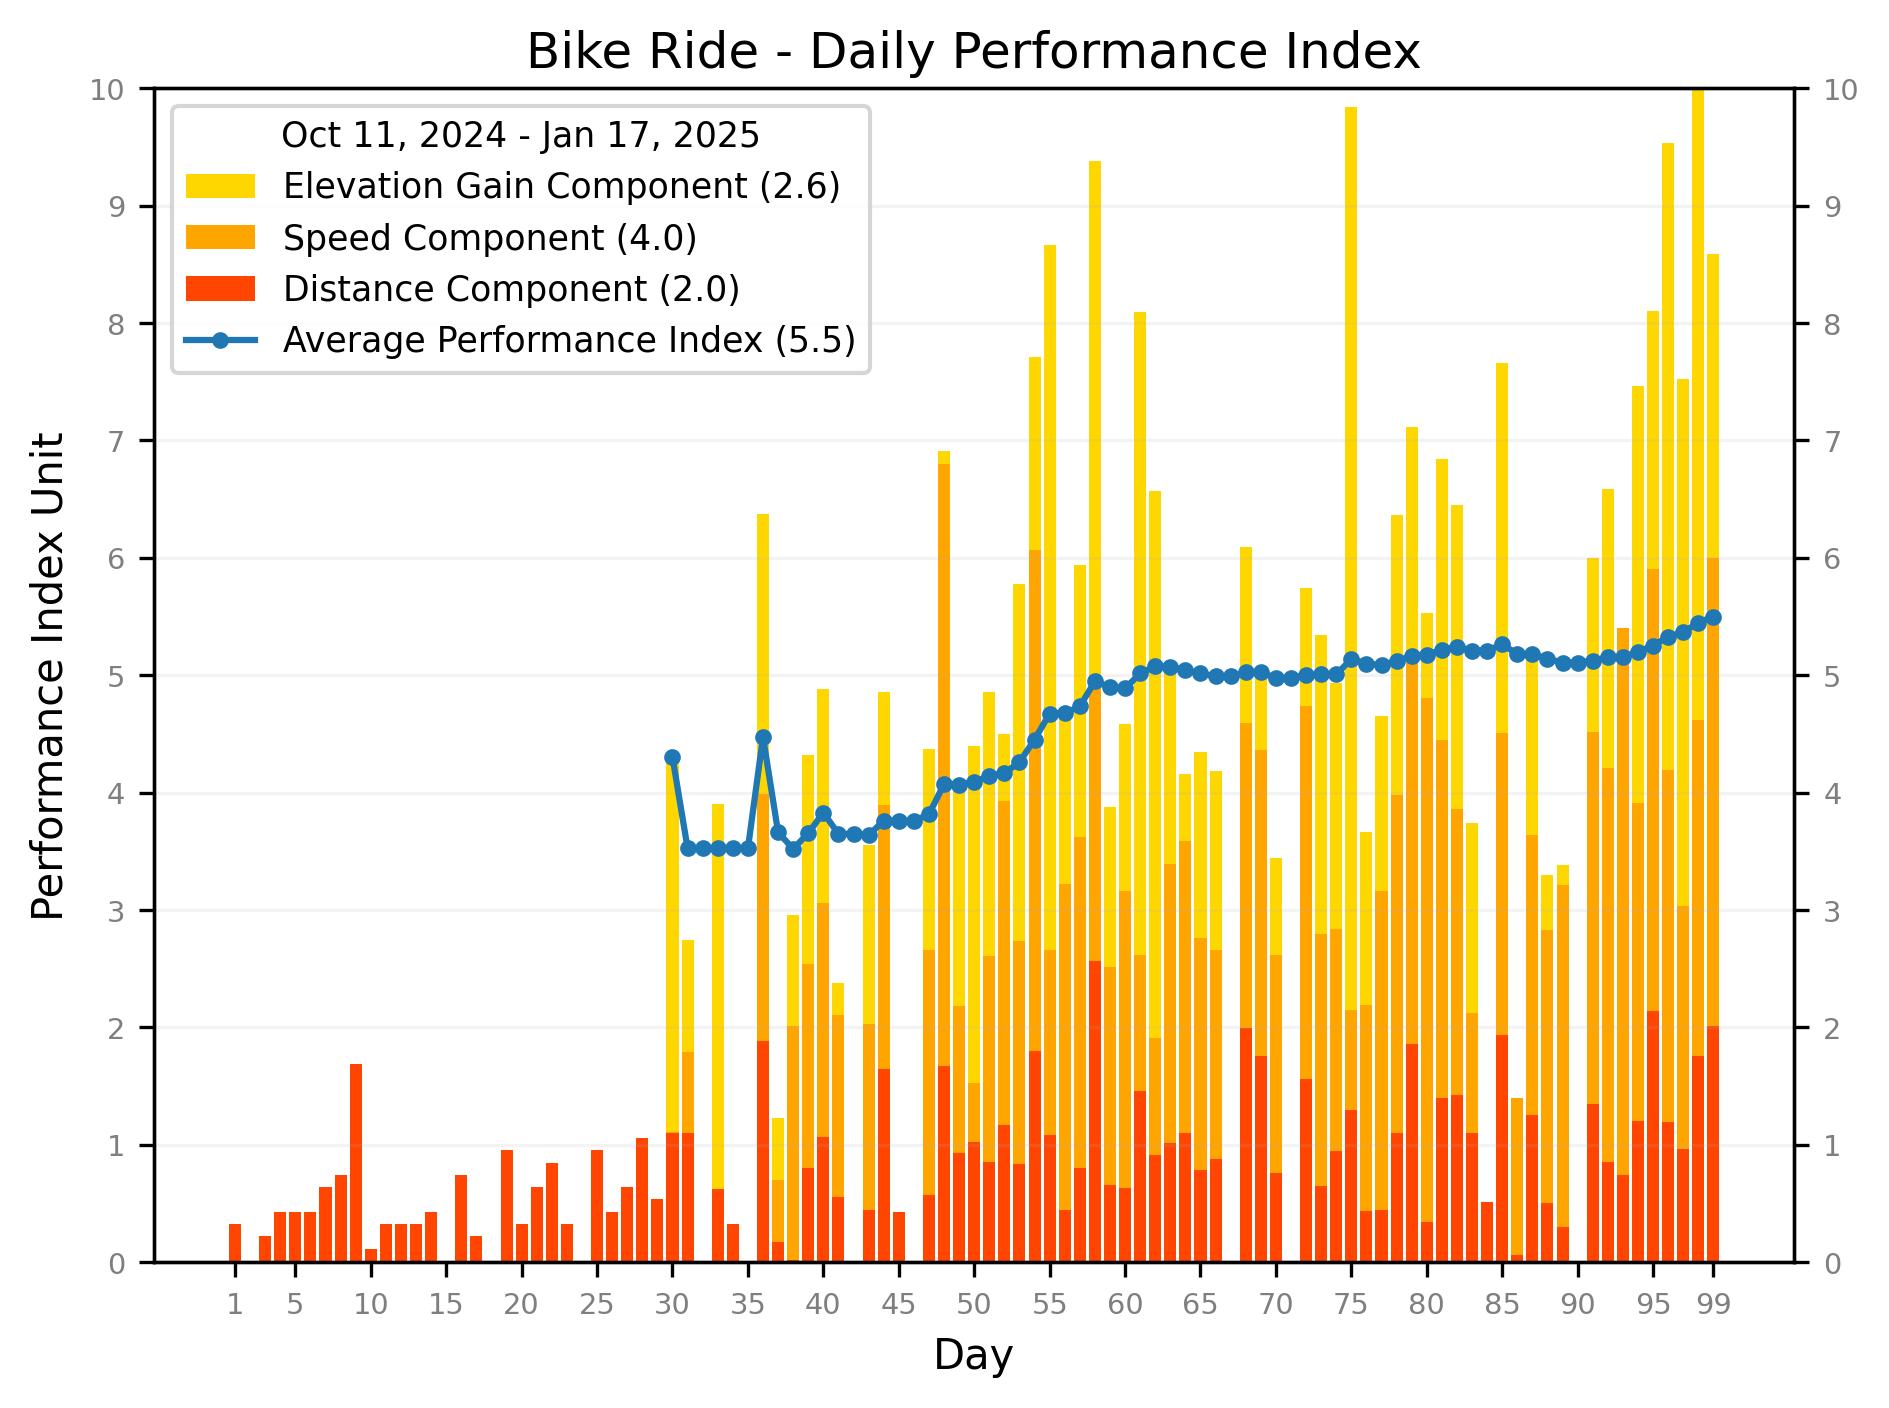 Bike Ride - Daily Performance Index
Oct 11, 2024 - Jan 17, 2025
Elevation Gain Component (2.6)
Speed Component (4.0)
Distance Component (2.0)
Average Performance Index (5.5)
Performance Index Unit
10
9
8
7
6
5
4
3
2
1
0
10
9
8
7
6
5
4
3
2
1
0
1 5 10 15 20 25 30 35 40 45 50 55 60 65 70 75 80 85 90 95 99
Day